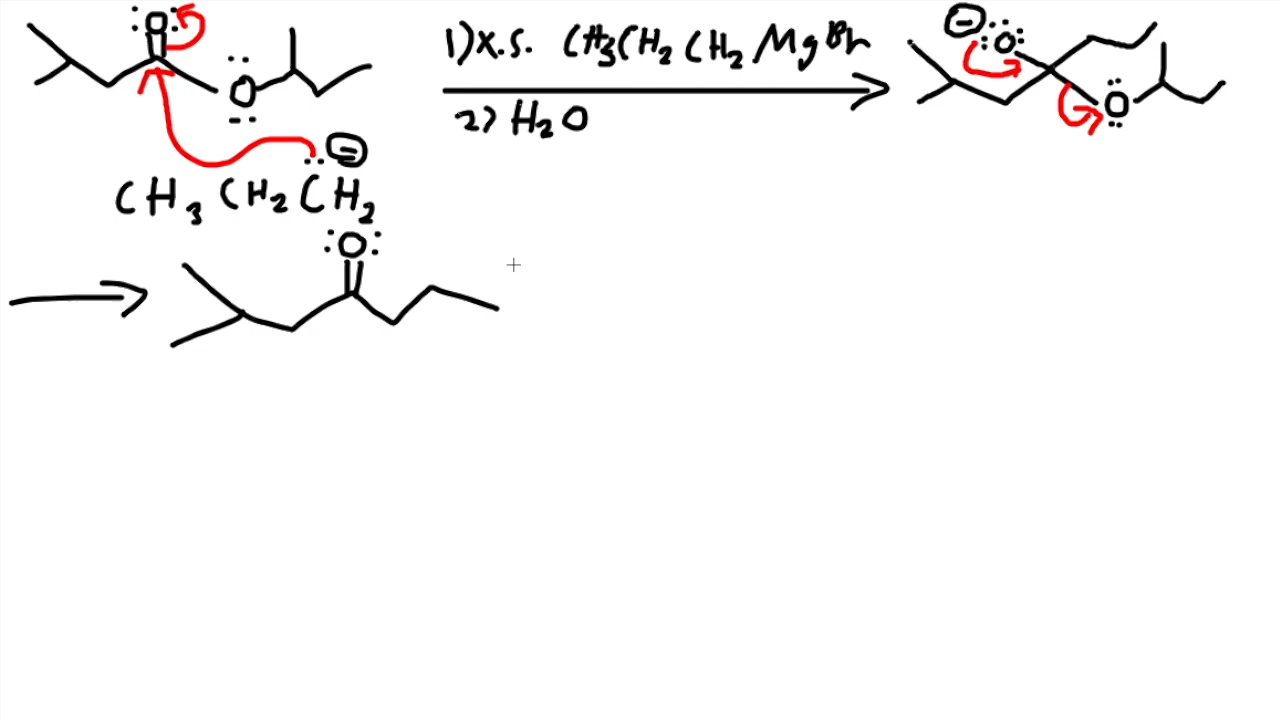 :O:
1) x.s. CH3CH2CH2MgBr
2) H2O
O
CH3CH2CH2
⊖
⊖
:O:
O
:O: